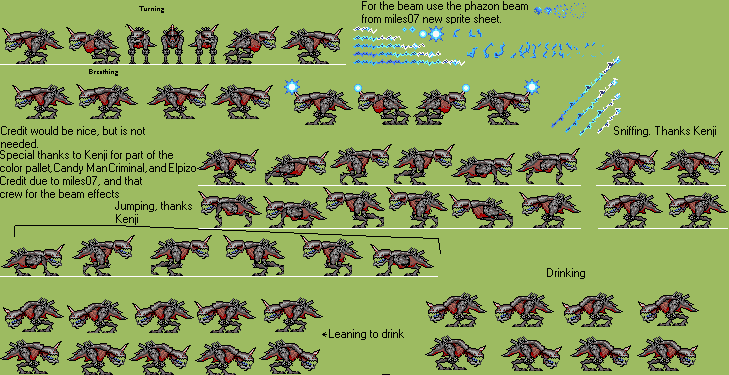 Turning
For the beam use the phazon beam
from miles07 new sprite sheet.
Breathing
Credit would be nice, but is not
needed.
Sniffing. Thanks Kenji
Special thanks to Kenji for part of the
color pallet,Candy ManCriminal, and Elpizo
Credit due to miles07, and that
crew for the beam effects
Jumping, thanks
Kenji
Drinking
Leaning to drink